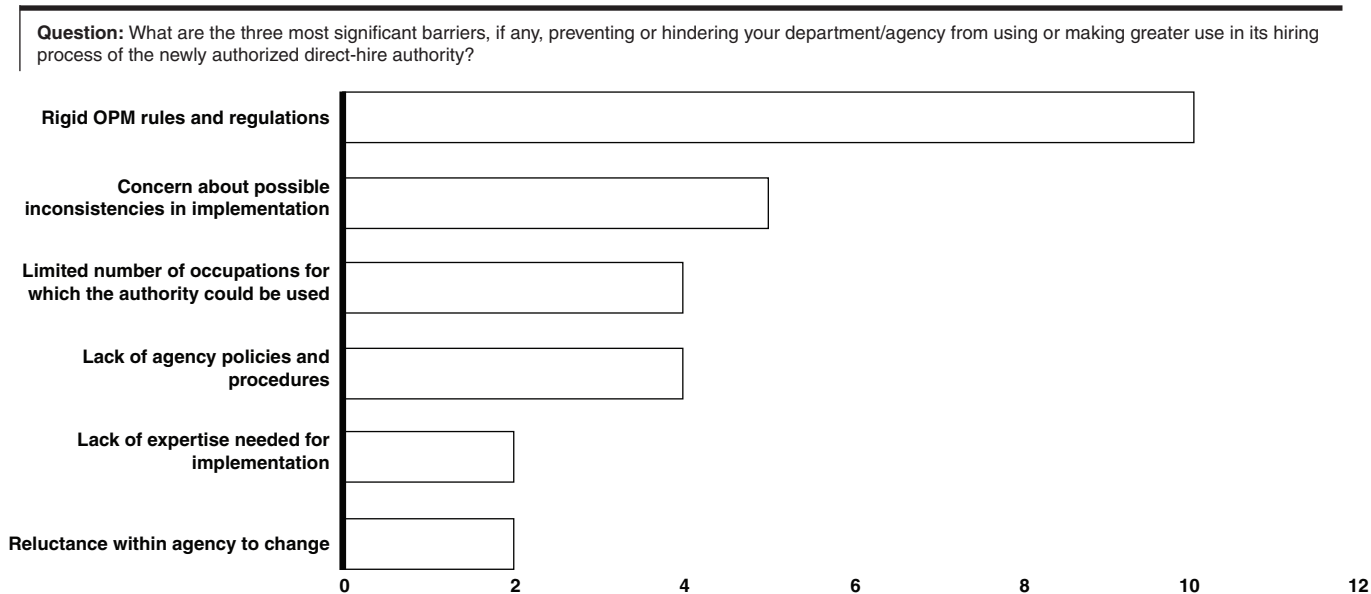 Question: What are the three most significant barriers, if any, preventing or hindering your department/agency from using or making greater use in its hiring
process of the newly authorized direct-hire authority?
Rigid OPM rules and regulations
Concern about possible
inconsistencies in implementation
Limited number of occupations for
which the authority could be used
Lack of agency policies and
procedures
Lack of expertise needed for
implementation
Reluctance within agency to change
0 2 4 6 8 10 12